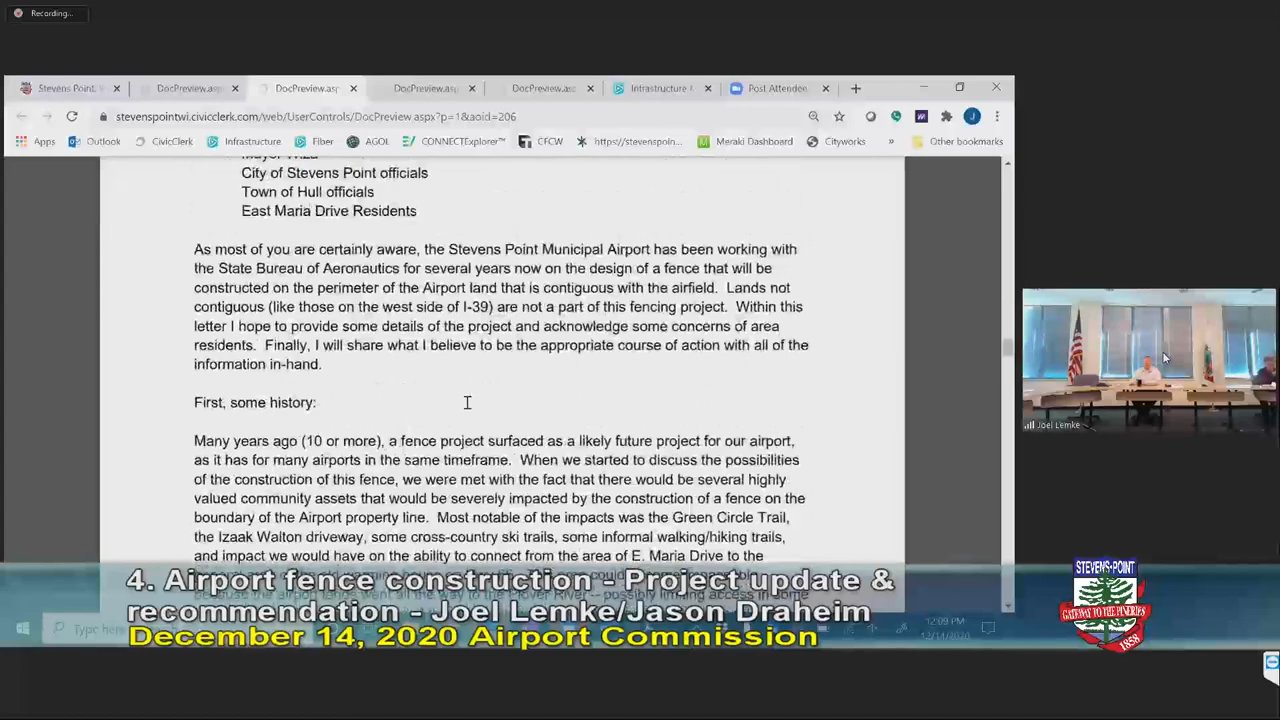 Recording...
Stevens Point,
DocPreview.asp
DocPreview.asp
DocPreview.asp
DocPreview.asp
Infrastructure
Post Attendee
stevenspointwi.civicclerk.com/web/UserControls/DocPreview.aspx?p=1&aoid=206
Apps
Outlook
CivicClerk
Infrastructure
Fiber
AGOL
CONNECTExplorer™
CFCW
https://stevenspoin...
Meraki Dashboard
Cityworks
»
Other bookmarks
City of Stevens Point officials
Town of Hull officials
East Maria Drive Residents
As most of you are certainly aware, the Stevens Point Municipal Airport has been working with
the State Bureau of Aeronautics for several years now on the design of a fence that will be
constructed on the perimeter of the Airport land that is contiguous with the airfield. Lands not
contiguous (like those on the west side of I-39) are not a part of this fencing project. Within this
letter I hope to provide some details of the project and acknowledge some concerns of area
residents. Finally, I will share what I believe to be the appropriate course of action with all of the
information in-hand.
First, some history:
Many years ago (10 or more), a fence project surfaced as a likely future project for our airport,
as it has for many airports in the same timeframe. When we started to discuss the possibilities
of the construction of this fence, we were met with the fact that there would be several highly
valued community assets that would be severely impacted by the construction of a fence on the
boundary of the Airport property line. Most notable of the impacts was the Green Circle Trail,
the Izaak Walton driveway, some cross-country ski trails, some informal walking/hiking trails,
and impact we would have on the ability to connect from the area of E. Maria Drive to the
Joel Lemke
4. Airport fence construction - Project update &
recommendation - Joel Lemke/Jason Draheim
December 14, 2020 Airport Commission
Type here
12:09 PM
12/14/2020
STEVENS POINT
GATEWAY TO THE PINERIES
1858